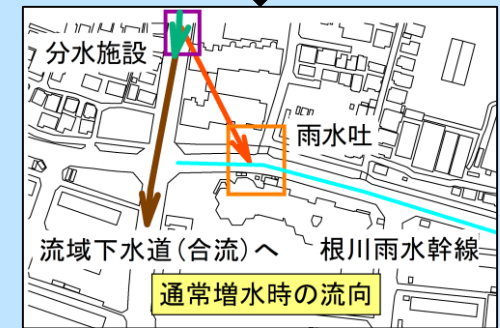 分水施設
雨水吐
流域下水道(合流)へ
根川雨水幹線
通常増水時の流向